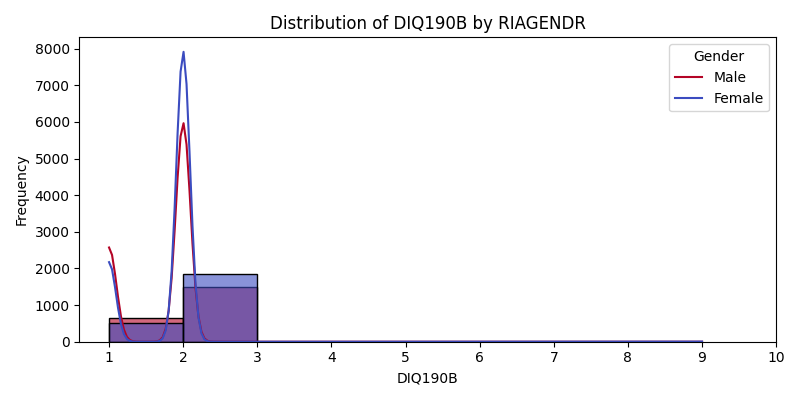 Distribution of DIQ190B by RIAGENDR
Frequency
8000
7000
6000
5000
4000
3000
2000
1000
0
Gender
Male
Female
1 2 3 4 5 6 7 8 9 10
DIQ190B